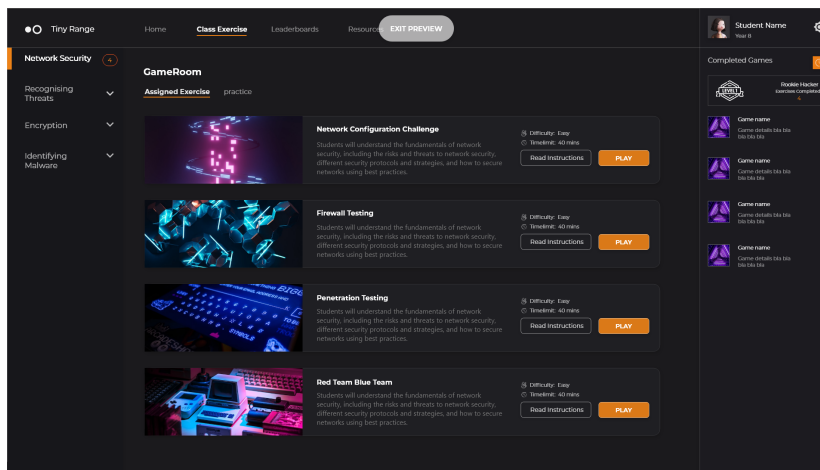 Tiny Range
Home
Class Exercise
Leaderboards
Resources
EXIT PREVIEW
Student Name
Year 8
Network Security
4
Recognising
Threats
Encryption
Identifying
Malware
GameRoom
Assigned Exercise
practice
Network Configuration Challenge
Students will understand the fundamentals of network
security, including the risks and threats to network security,
different security protocols and strategies, and how to secure
networks using best practices.
Difficulty: Easy
Timelimit: 40 mins
Read Instructions
PLAY
Firewall Testing
Students will understand the fundamentals of network
security, including the risks and threats to network security,
different security protocols and strategies, and how to secure
networks using best practices.
Difficulty: Easy
Timelimit: 40 mins
Read Instructions
PLAY
Penetration Testing
Students will understand the fundamentals of network
security, including the risks and threats to network security,
different security protocols and strategies, and how to secure
networks using best practices.
Difficulty: Easy
Timelimit: 40 mins
Read Instructions
PLAY
SYMBOLS
Red Team Blue Team
Students will understand the fundamentals of network
security, including the risks and threats to network security,
different security protocols and strategies, and how to secure
networks using best practices.
Difficulty: Easy
Timelimit: 40 mins
Read Instructions
PLAY
Completed Games
LEVEL 1
Rookie Hacker
Exercises Completed
4
Game name
Game details bla bla
bla bla bla
Game name
Game details bla bla
bla bla bla
Game name
Game details bla bla
bla bla bla
Game name
Game details bla bla
bla bla bla